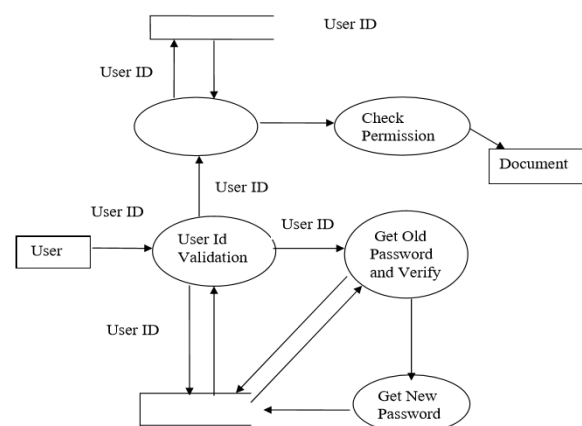 User ID
User ID
Check
Permission
Document
User ID
User ID
User ID
User
User Id
Validation
Get Old
Password
and Verify
User ID
Get New
Password